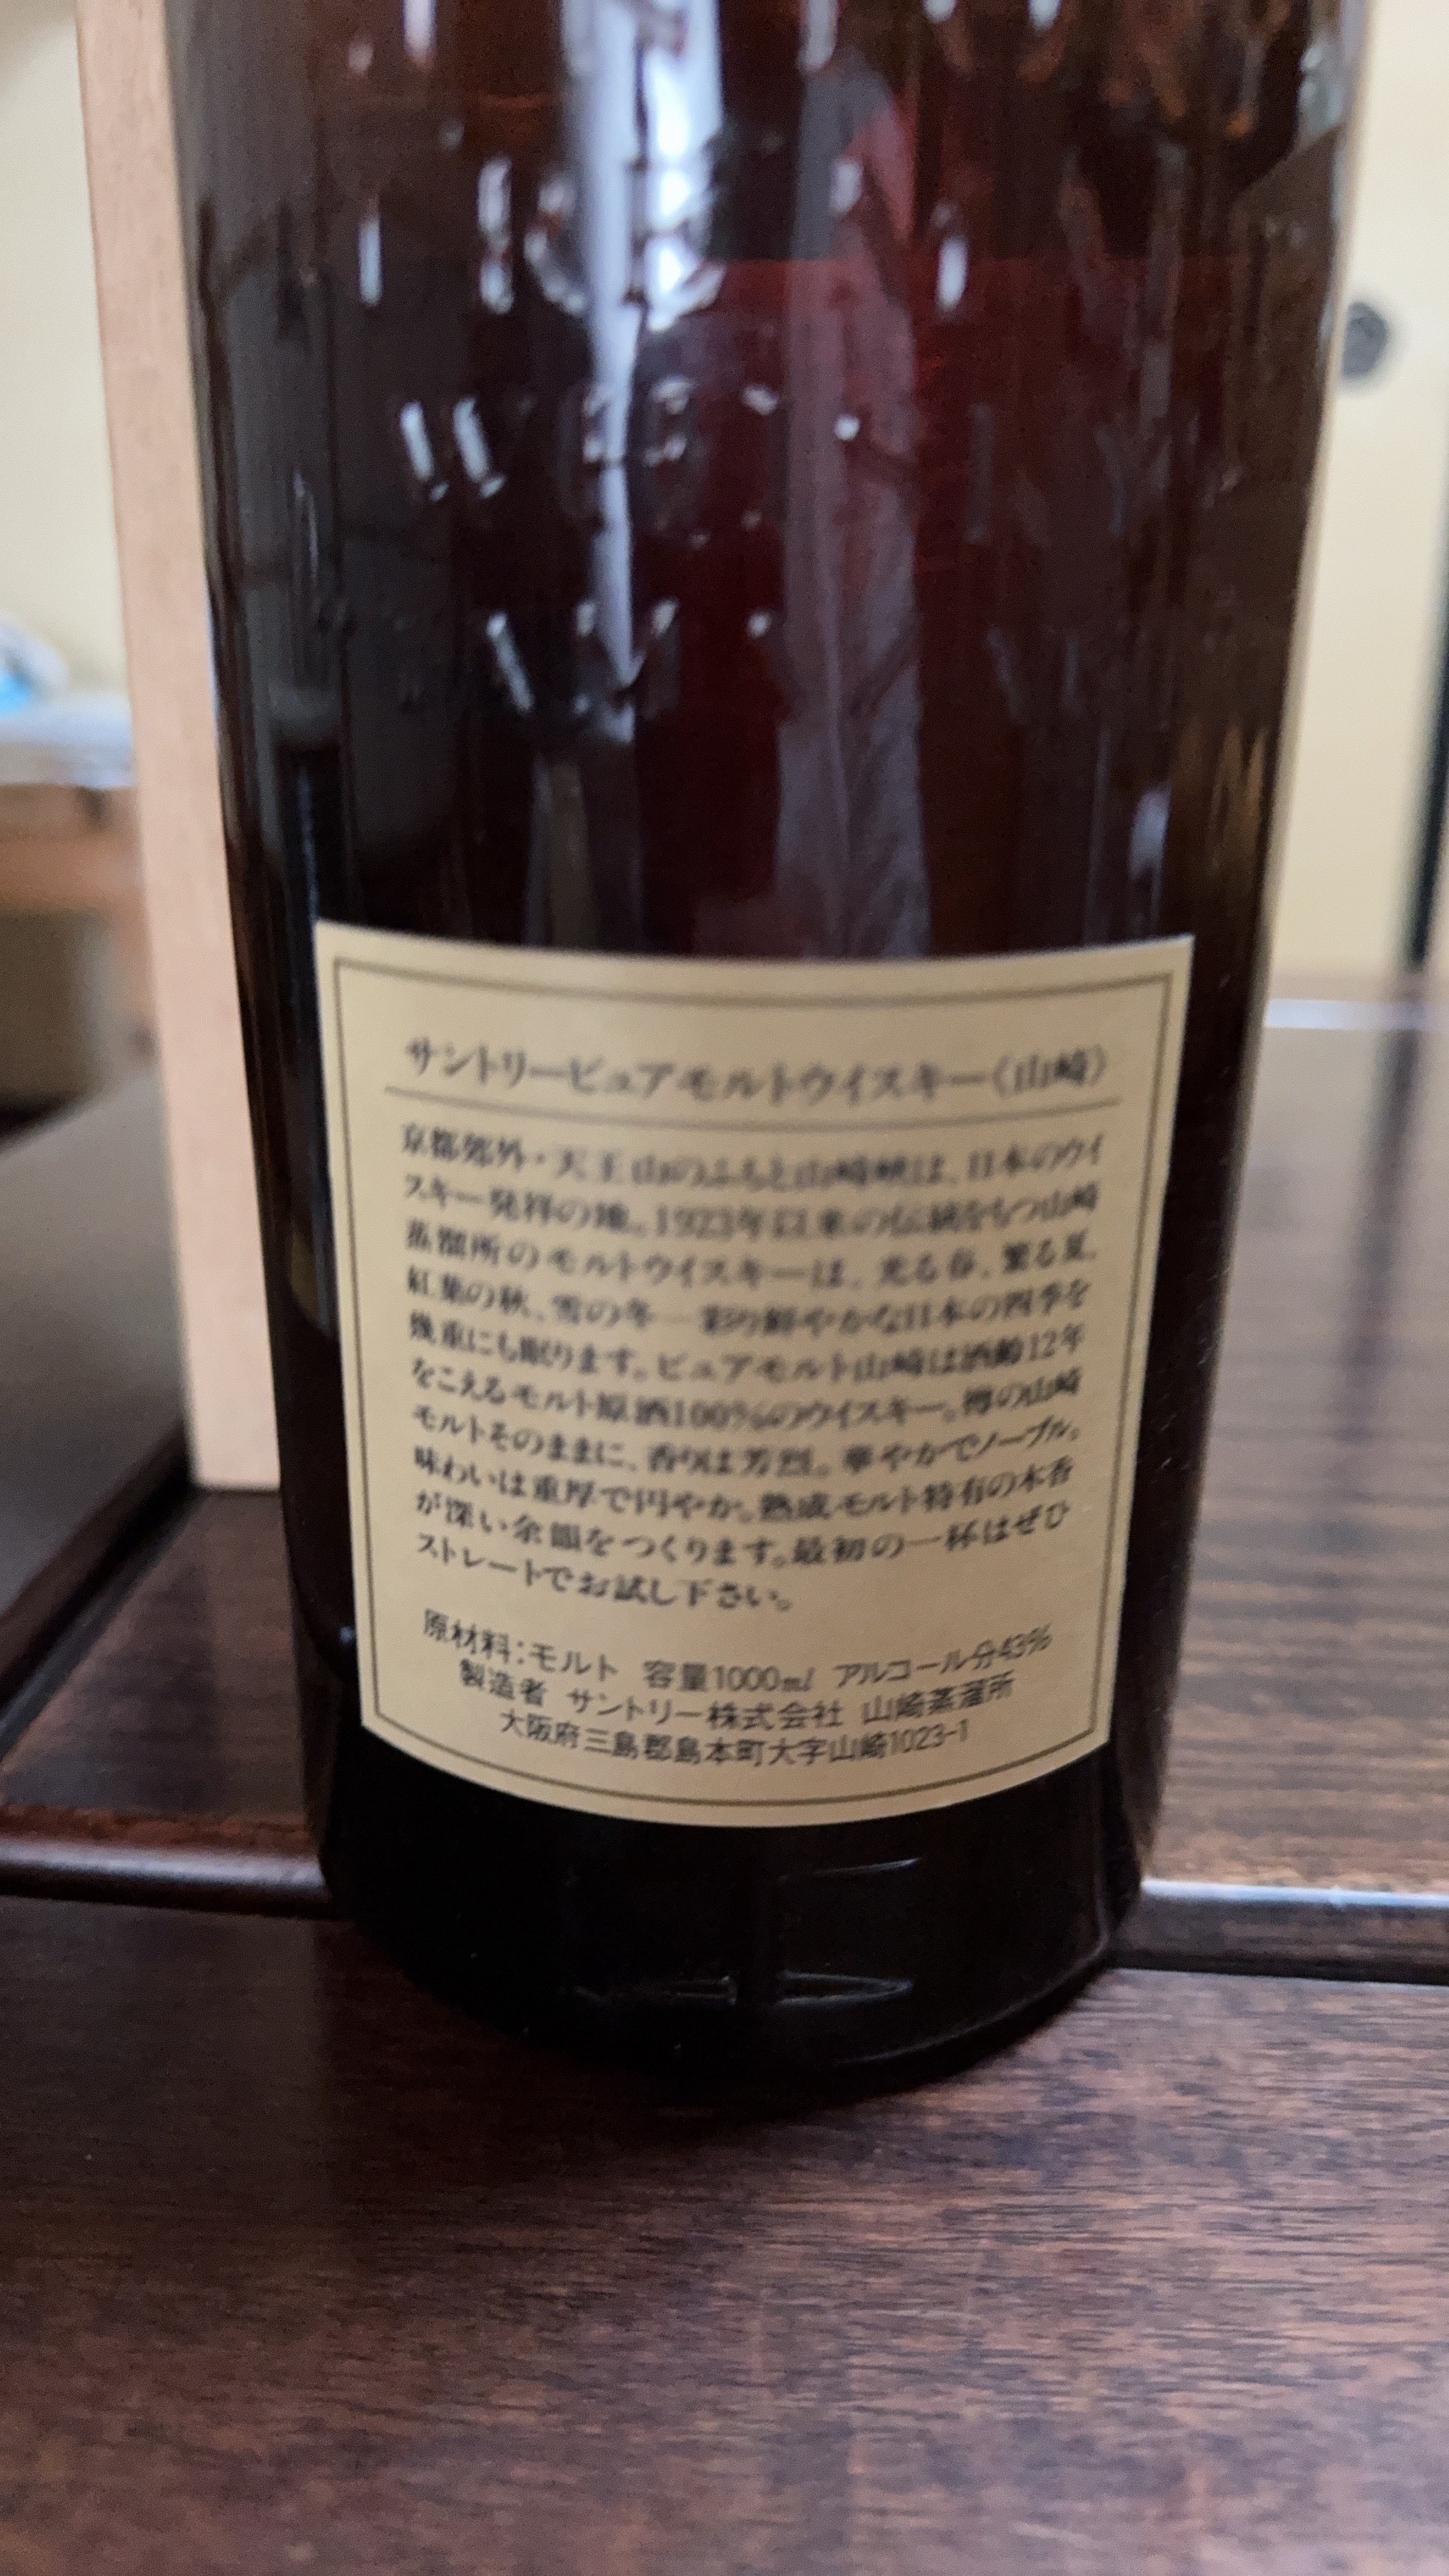 サントリーピュアモルトウイスキー〈山崎〉
京都郊外・天王山のふもと山崎峡は、日本のウイ
スキー発祥の地。1923年以来の伝統をもつ山崎
蒸溜所のモルトウイスキーは、光る春、繁る夏、
紅葉の秋、雪の冬…彩り鮮やかな日本の四季を
幾重にも眠ります。ピュアモルト山崎は酒齢12年
をこえるモルト原酒100%のウイスキー。樽の山崎
モルトそのままに、香りは芳烈。華やかでノーブル。
味わいは重厚で円やか。熟成モルト特有の木香
が深い余韻をつくります。最初の一杯はぜひ
ストレートでお試し下さい。
原材料：モルト 容量1000ml アルコール分43%
製造者 サントリー株式会社 山崎蒸溜所
大阪府三島郡島本町大字山崎1023-1